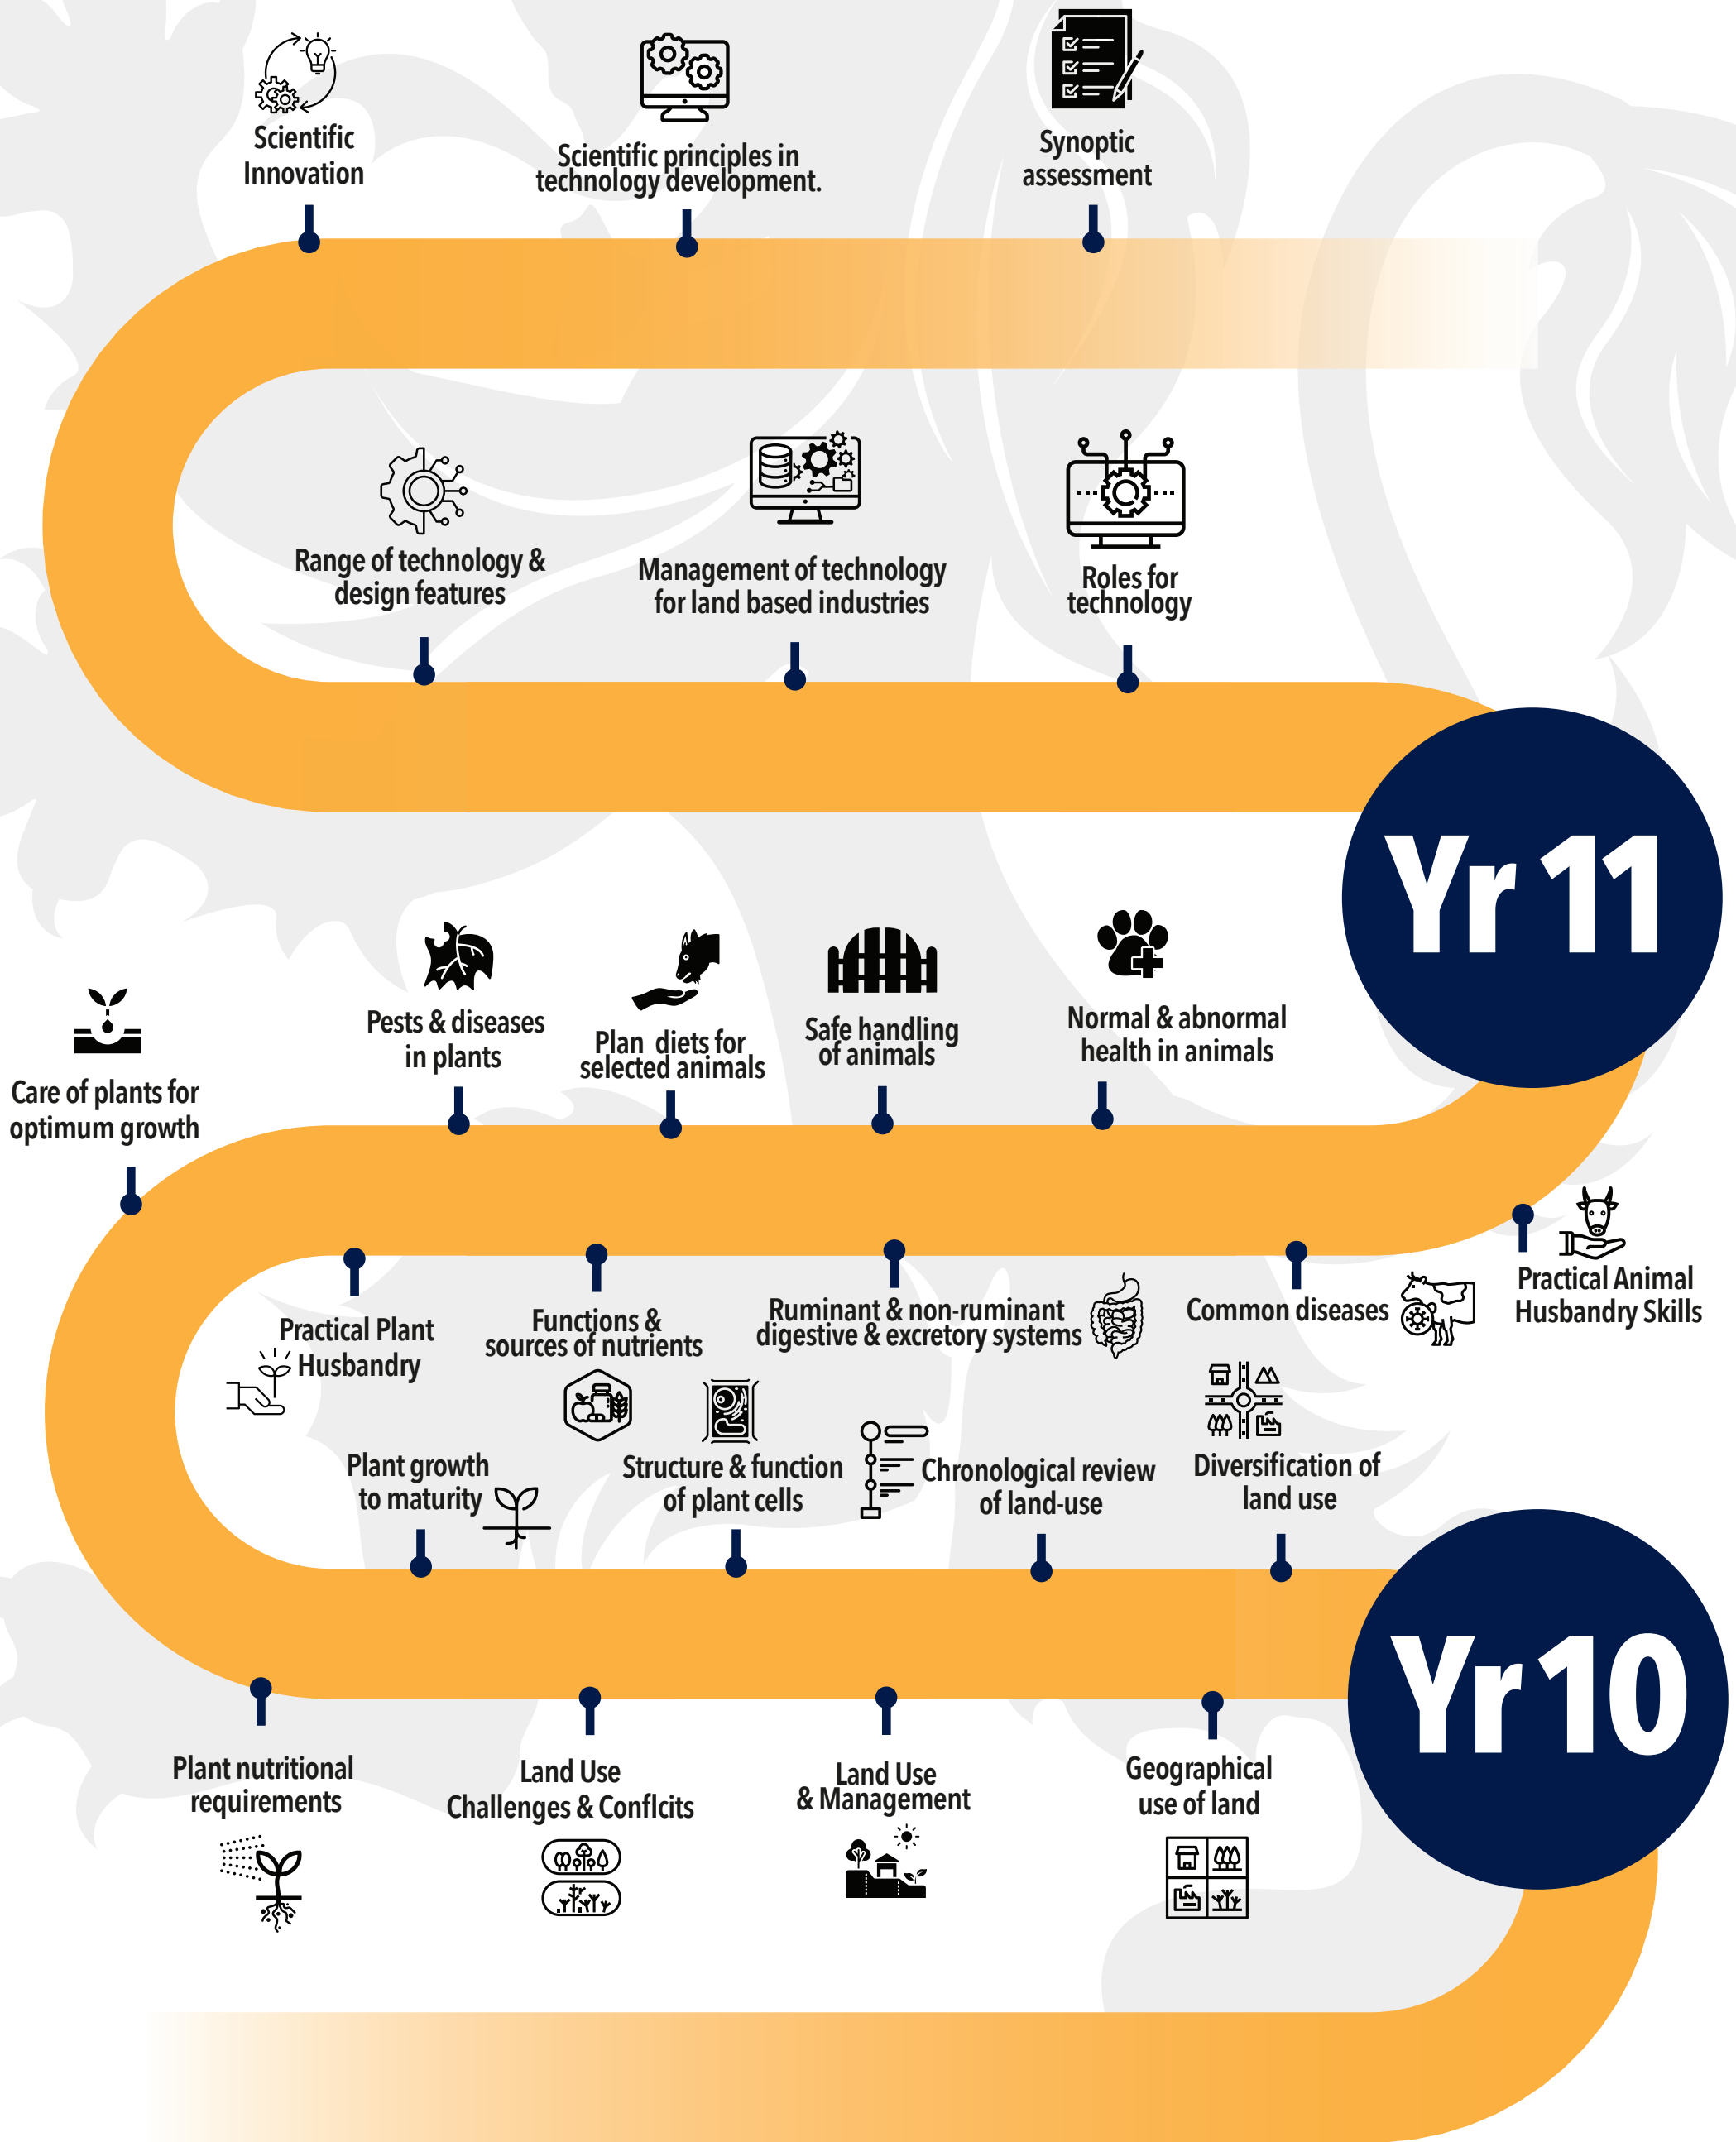 Scientific
Innovation
Scientific principles in
technology development.
Synoptic
assessment
Range of technology &
design features
Management of technology
for land based industries
Roles for
technology
Yr 11
Care of plants for
optimum growth
Pests & diseases
in plants
Plan diets for
selected animals
Safe handling
of animals
Normal & abnormal
health in animals
Practical Plant
Husbandry
Functions &
sources of nutrients
Ruminant & non-ruminant
digestive & excretory systems
Common diseases
Practical Animal
Husbandry Skills
Plant growth
to maturity
Structure & function
of plant cells
Chronological review
of land-use
Diversification of
land use
Yr 10
Plant nutritional
requirements
Land Use
Challenges & Conflcits
Land Use
& Management
Geographical
use of land